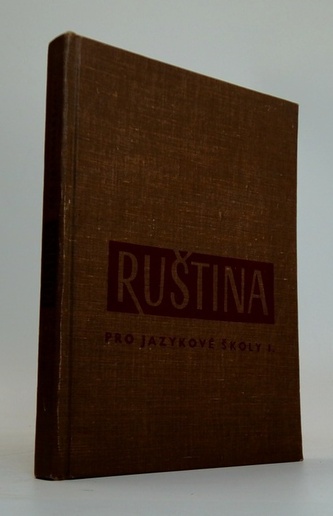 RUŠTINA
PRO JAZYKOVÉ ŠKOLY I.